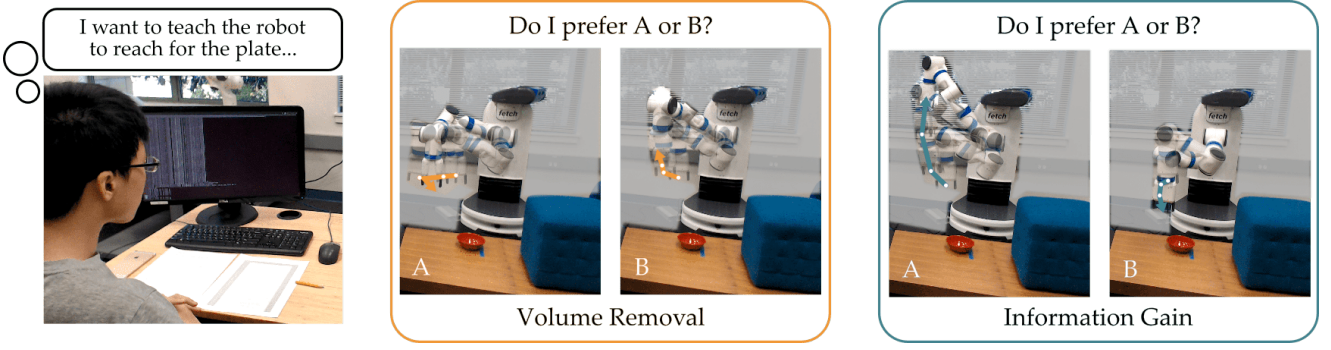 I want to teach the robot
to reach for the plate...
Do I prefer A or B?
fetch
fetch
A
B
Volume Removal
Do I prefer A or B?
fetch
fetch
A
B
Information Gain